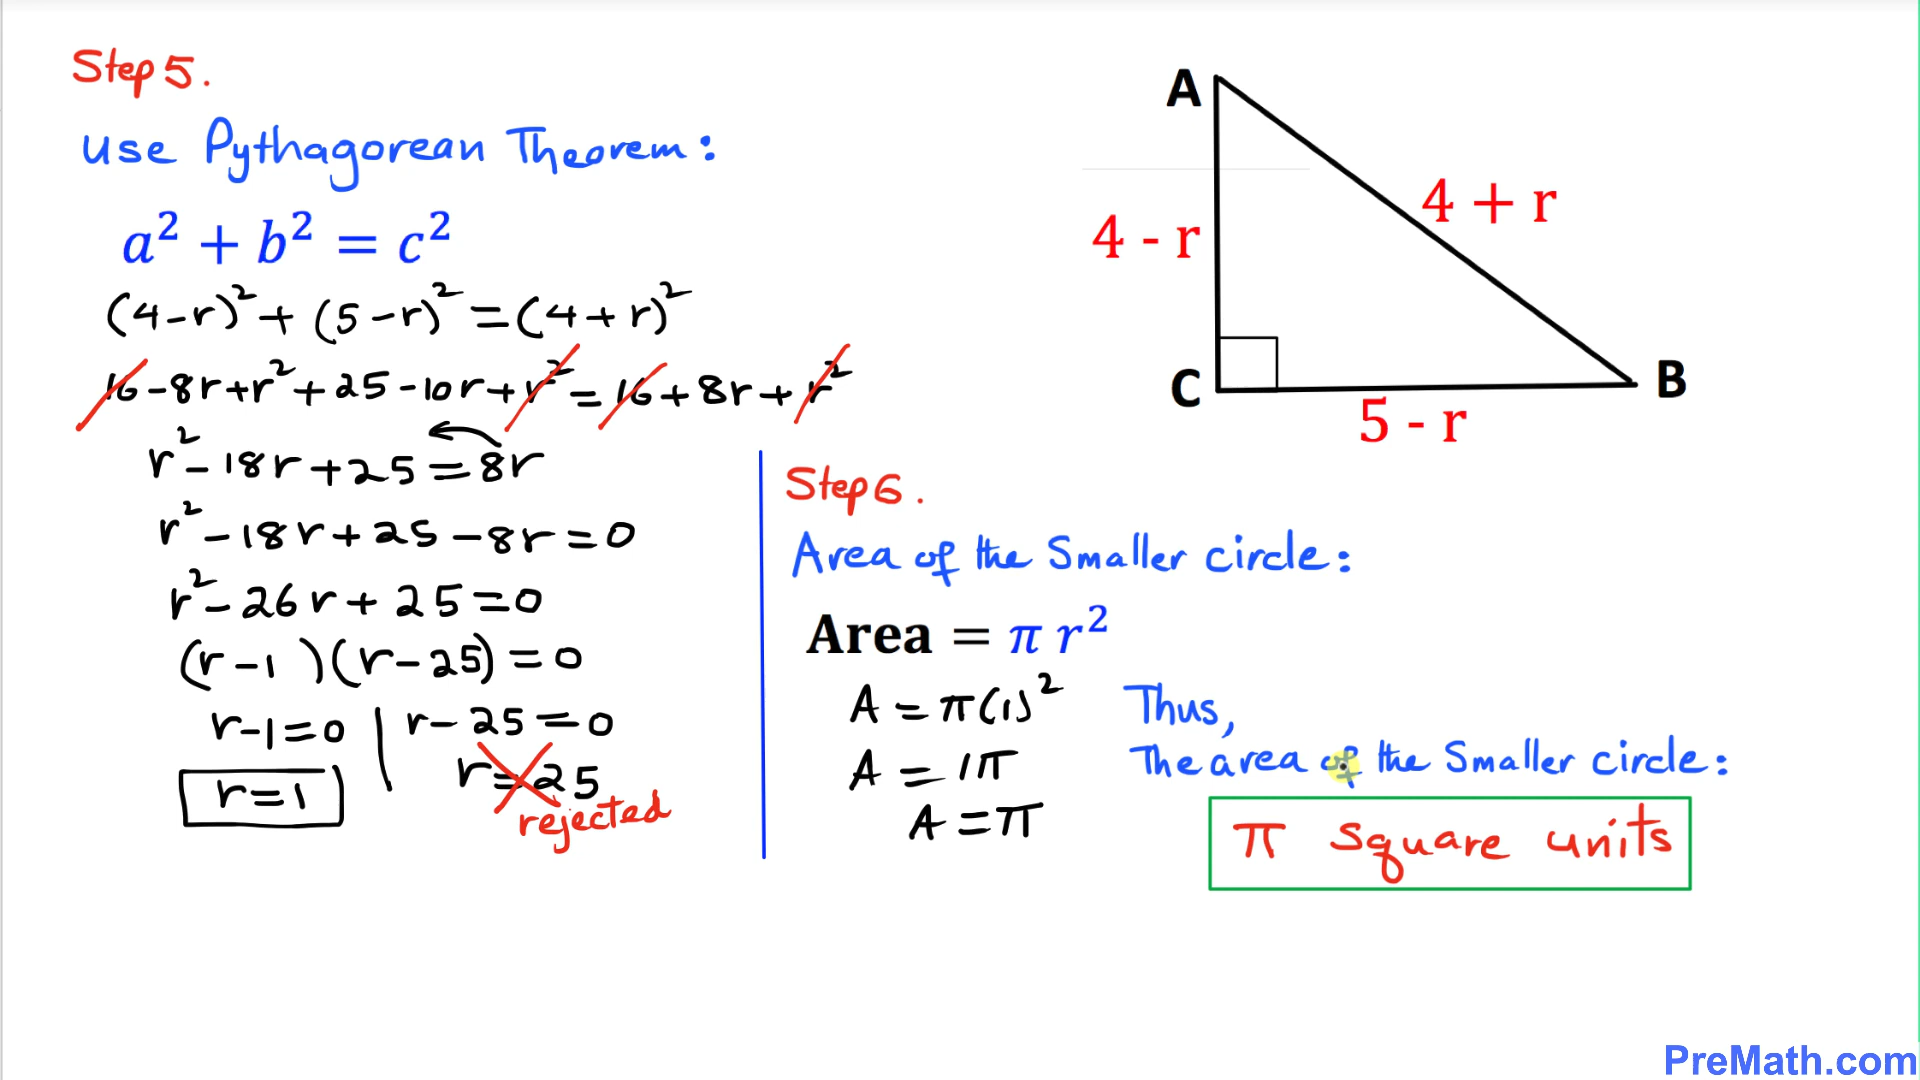 Step 5.
Use Pythagorean Theorem:
a² + b² = c²
(4-r)² + (5-r)² = (4+r)²
16-8r+r²+25-10r+r² = 16+8r+r²
r²-18r+25=8r
r²-18r+25-8r=0
r²-26r+25=0
(r-1)(r-25)=0
r-1=0 | r-25=0
r=1
r=25
rejected
A
4 - r
4 + r
C
B
5 - r
Step 6.
Area of the Smaller circle:
Area = π r²
A = π(1)²
A = 1π
A = π
Thus,
The area of the Smaller circle:
π square units
PreMath.com